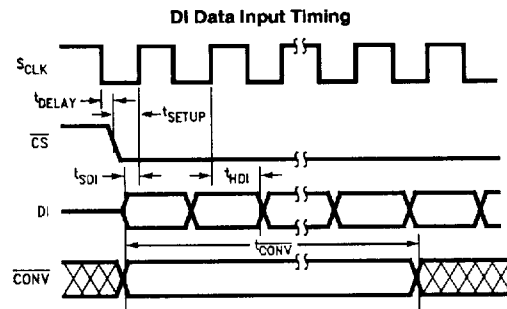 DI Data Input Timing
SCLK
tDELAY
tSETUP
CS
tSDI
tHDI
DI
tCONV
CONV